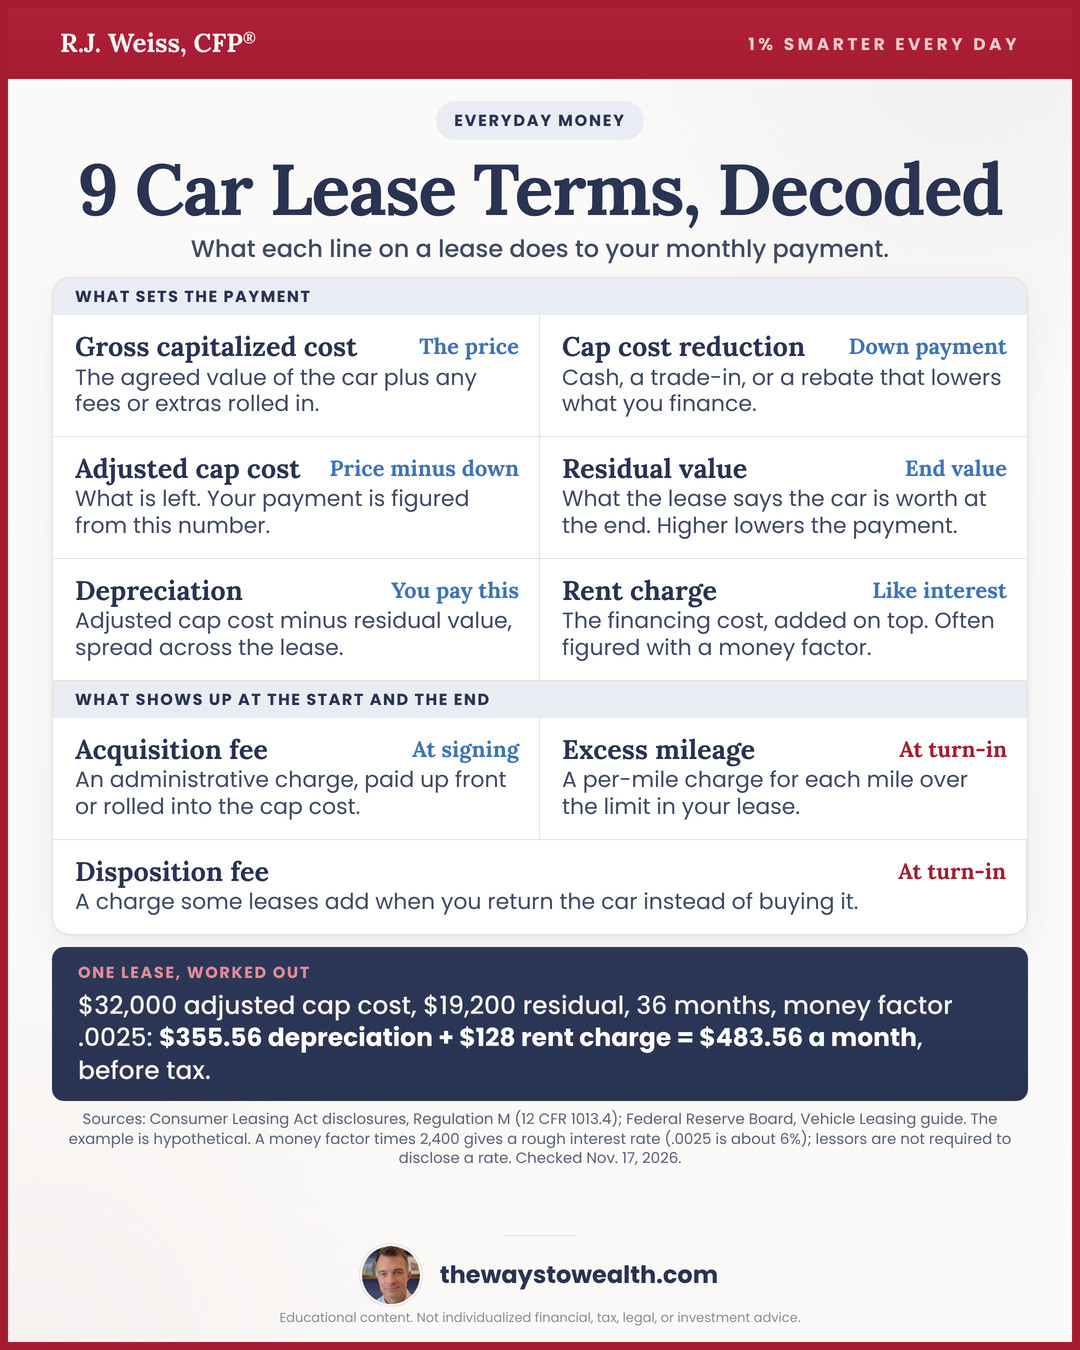 R.J. Weiss, CFP®
1% SMARTER EVERY DAY
EVERYDAY MONEY
9 Car Lease Terms, Decoded
What each line on a lease does to your monthly payment.
WHAT SETS THE PAYMENT
Gross capitalized cost
The price
The agreed value of the car plus any
fees or extras rolled in.
Cap cost reduction
Down payment
Cash, a trade-in, or a rebate that lowers
what you finance.
Adjusted cap cost
Price minus down
What is left. Your payment is figured
from this number.
Residual value
End value
What the lease says the car is worth at
the end. Higher lowers the payment.
Depreciation
You pay this
Adjusted cap cost minus residual value,
spread across the lease.
Rent charge
Like interest
The financing cost, added on top. Often
figured with a money factor.
WHAT SHOWS UP AT THE START AND THE END
Acquisition fee
At signing
An administrative charge, paid up front
or rolled into the cap cost.
Excess mileage
At turn-in
A per-mile charge for each mile over
the limit in your lease.
Disposition fee
At turn-in
A charge some leases add when you return the car instead of buying it.
ONE LEASE, WORKED OUT
$32,000 adjusted cap cost, $19,200 residual, 36 months, money factor
.0025: $355.56 depreciation + $128 rent charge = $483.56 a month,
before tax.
Sources: Consumer Leasing Act disclosures, Regulation M (12 CFR 1013.4); Federal Reserve Board, Vehicle Leasing guide. The
example is hypothetical. A money factor times 2,400 gives a rough interest rate (.0025 is about 6%); lessors are not required to
disclose a rate. Checked Nov. 17, 2026.
thewaystowealth.com
Educational content. Not individualized financial, tax, legal, or investment advice.